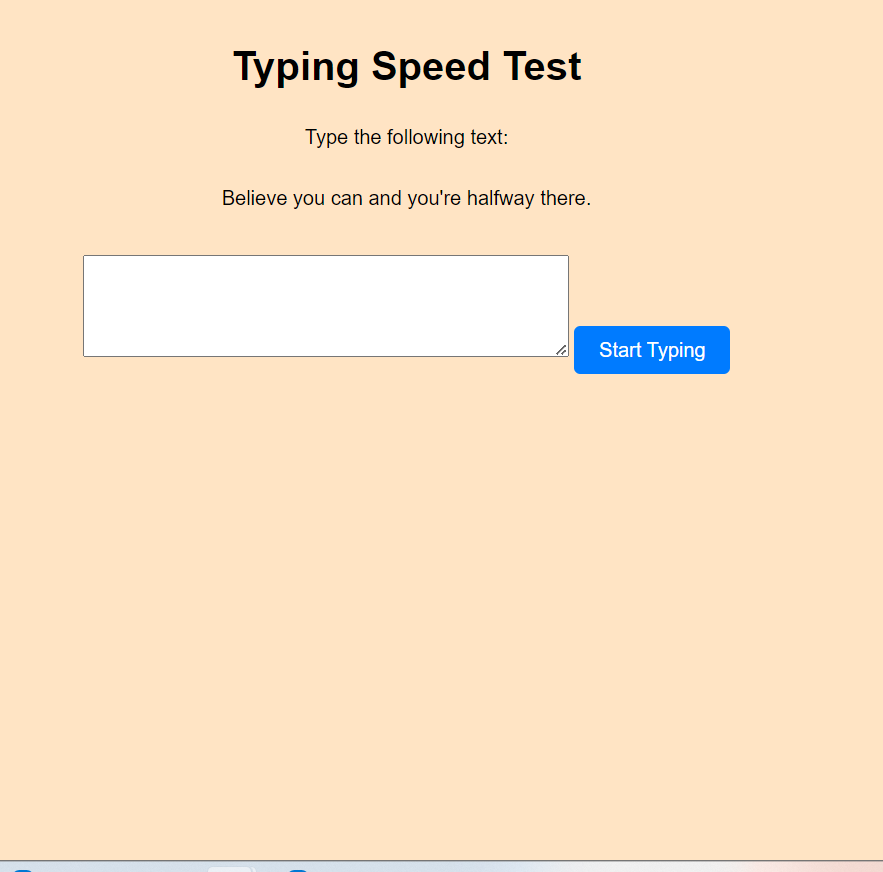 Typing Speed Test
Type the following text:
Believe you can and you're halfway there.
Start Typing